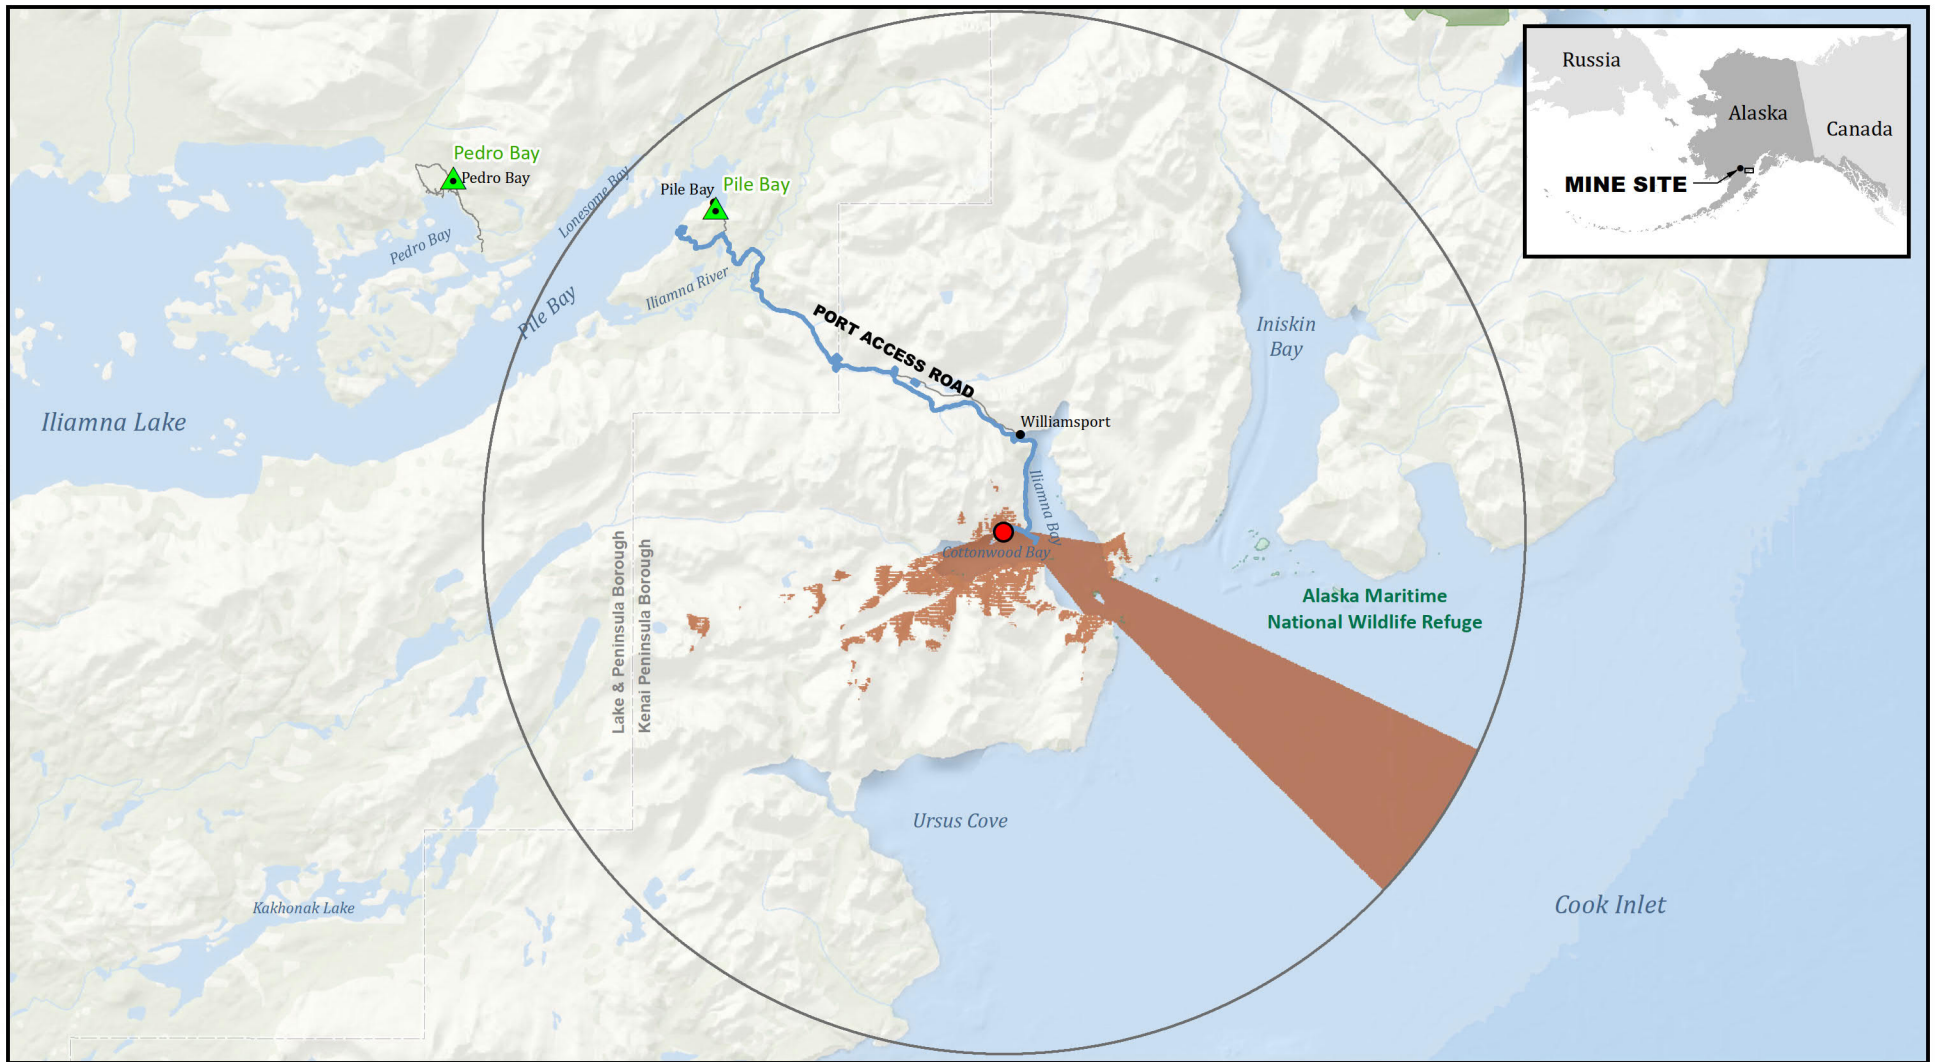 Russia
Alaska
Canada
MINE SITE
Pedro Bay
Pedro Bay
Pile Bay
Pile Bay
Lonesome Bay
Pedro Bay
Iliamna River
Pile Bay
PORT ACCESS ROAD
Iniskin
Bay
Iliamna Lake
Williamsport
Iliamna Bay
Cottonwood Bay
Lake & Peninsula Borough
Kenai Peninsula Borough
Alaska Maritime
National Wildlife Refuge
Ursus Cove
Kakhonak Lake
Cook Inlet